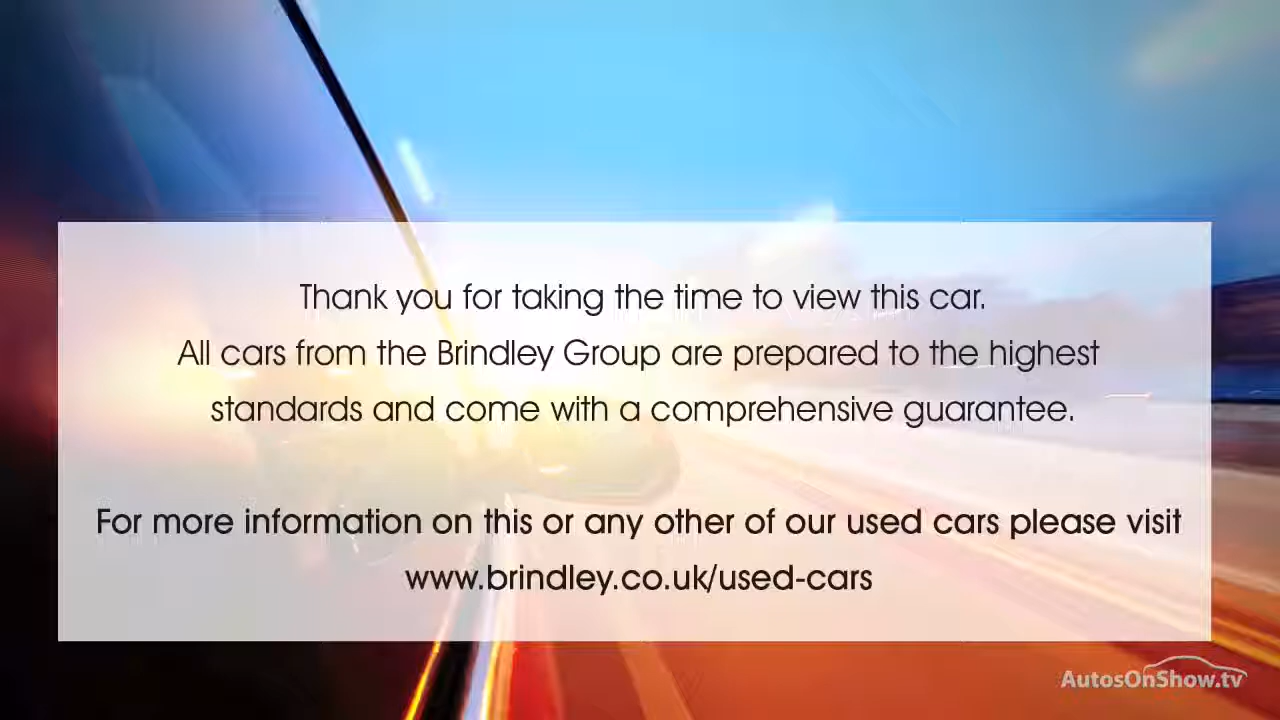 Thank you for taking the time to view this car.
All cars from the Brindley Group are prepared to the highest
standards and come with a comprehensive guarantee.
For more information on this or any other of our used cars please visit
www.brindley.co.uk/used-cars
AutosOnShow.tv